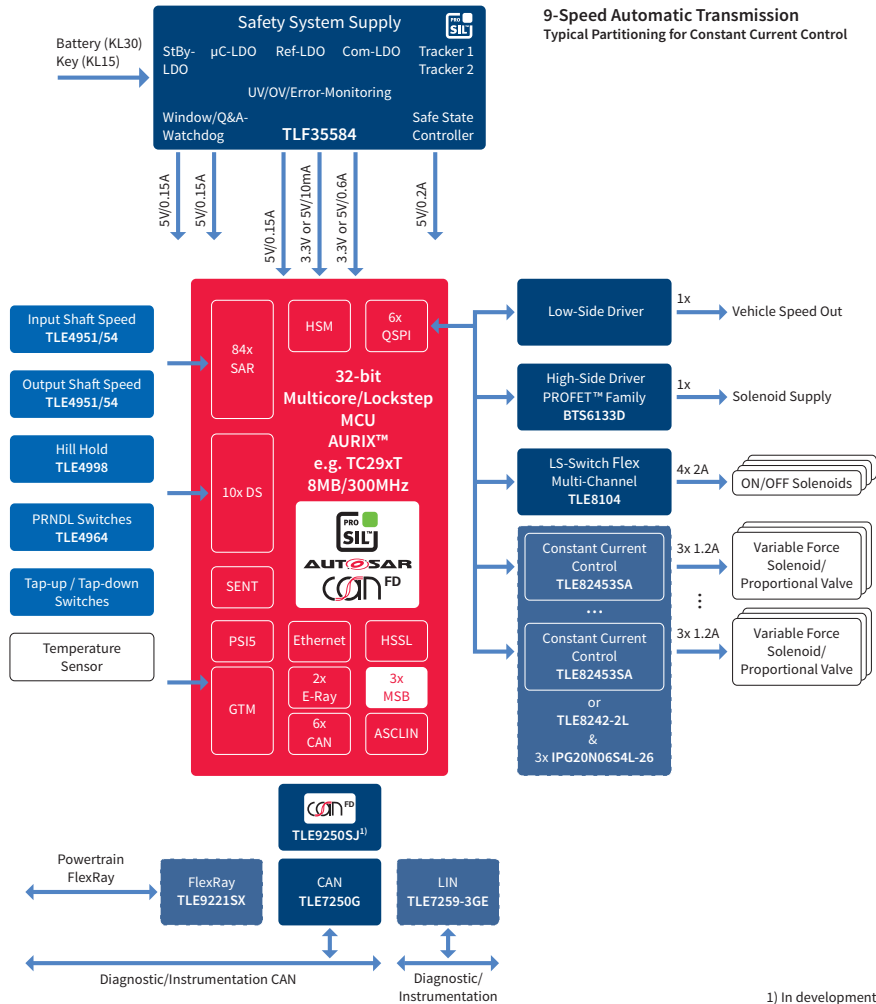 9-Speed Automatic Transmission
Typical Partitioning for Constant Current Control
Battery (KL30)
Key (KL15)
Safety System Supply
PRO
SIL™
StBy-
LDO
µC-LDO
Ref-LDO
Com-LDO
Tracker 1
Tracker 2
UV/OV/Error-Monitoring
Window/Q&A-
Watchdog
TLF35584
Safe State
Controller
5V/0.15A
5V/0.15A
5V/0.15A
3.3V or 5V/10mA
3.3V or 5V/0.6A
5V/0.2A
Input Shaft Speed
TLE4951/54
Output Shaft Speed
TLE4951/54
Hill Hold
TLE4998
PRNDL Switches
TLE4964
Tap-up / Tap-down
Switches
Temperature
Sensor
84x
SAR
HSM
6x
QSPI
32-bit
Multicore/Lockstep
MCU
AURIX™
e.g. TC29xT
8MB/300MHz
10x DS
PRO
SIL™
AUTOSAR
CAN FD
SENT
PSI5
Ethernet
HSSL
GTM
2x
E-Ray
3x
MSB
6x
CAN
ASCLIN
Low-Side Driver
1x
Vehicle Speed Out
High-Side Driver
PROFET™ Family
BTS6133D
1x
Solenoid Supply
LS-Switch Flex
Multi-Channel
TLE8104
4x 2A
ON/OFF Solenoids
Constant Current
Control
TLE82453SA
3x 1.2A
Variable Force
Solenoid/
Proportional Valve
...
⋮
Constant Current
Control
TLE82453SA
3x 1.2A
Variable Force
Solenoid/
Proportional Valve
or
TLE8242-2L
&
3x IPG20N06S4L-26
CAN FD
TLE9250SJ1)
Powertrain
FlexRay
FlexRay
TLE9221SX
CAN
TLE7250G
LIN
TLE7259-3GE
Diagnostic/Instrumentation CAN
Diagnostic/
Instrumentation
1) In development